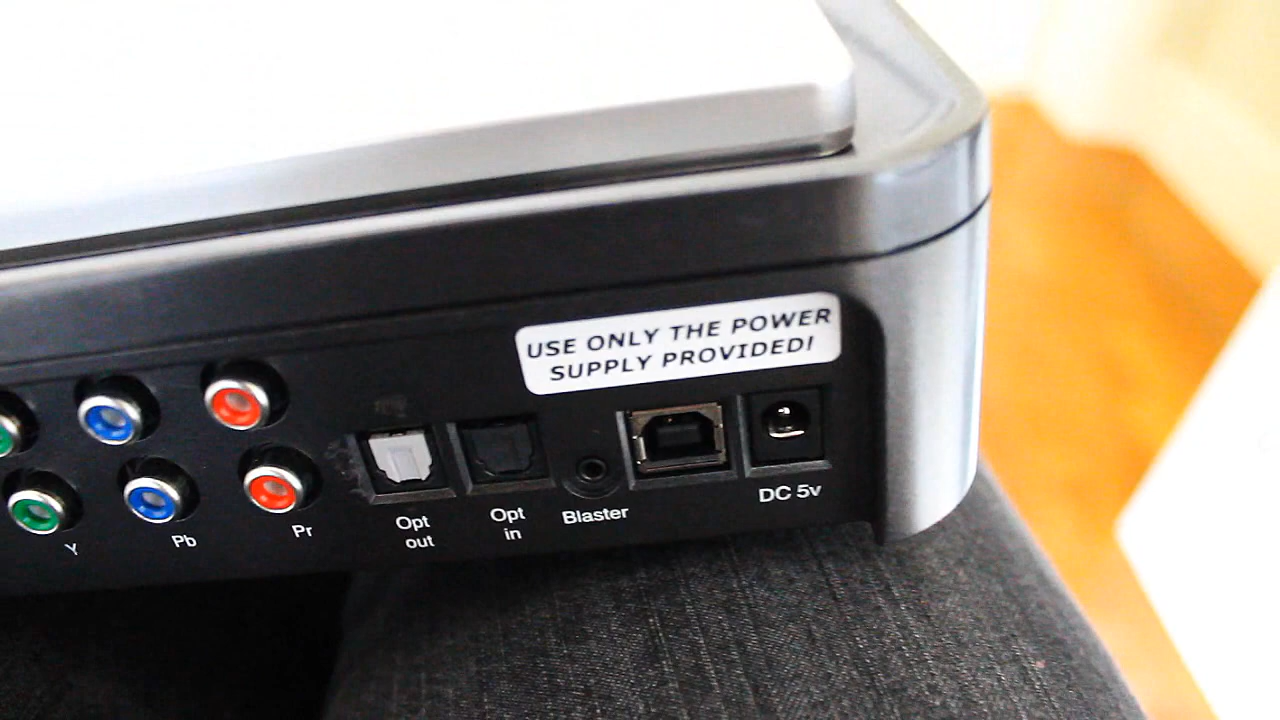 USE ONLY THE POWER
SUPPLY PROVIDED!
Y
Pb
Pr
Opt
out
Opt
in
Blaster
DC 5v